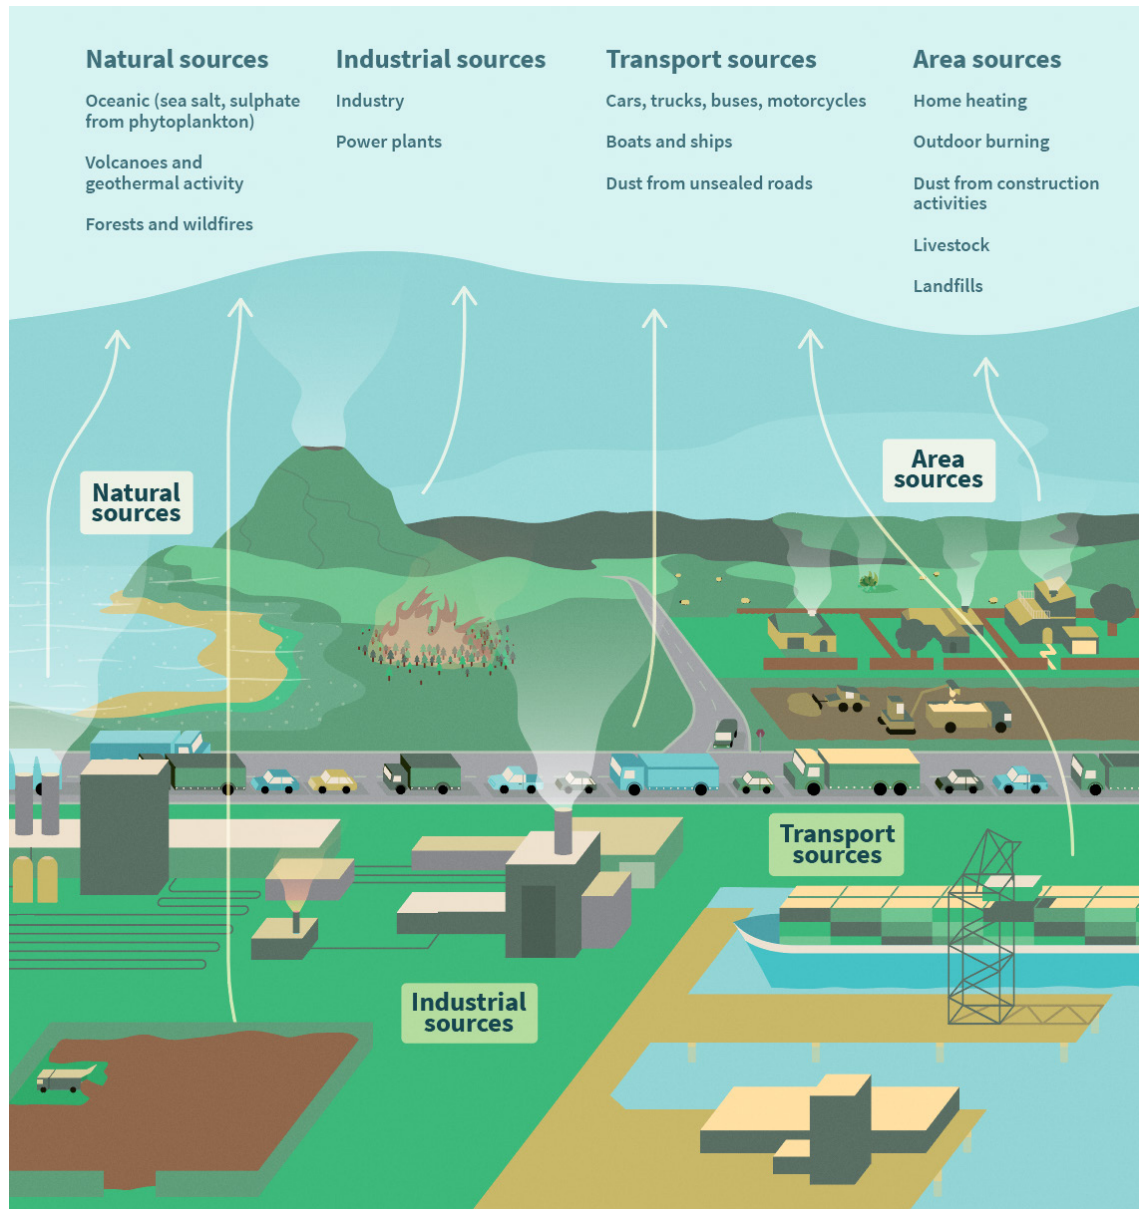 Natural sources
Oceanic (sea salt, sulphate
from phytoplankton)
Volcanoes and
geothermal activity
Forests and wildfires
Industrial sources
Industry
Power plants
Transport sources
Cars, trucks, buses, motorcycles
Boats and ships
Dust from unsealed roads
Area sources
Home heating
Outdoor burning
Dust from construction
activities
Livestock
Landfills
Natural
sources
Area
sources
Transport
sources
Industrial
sources